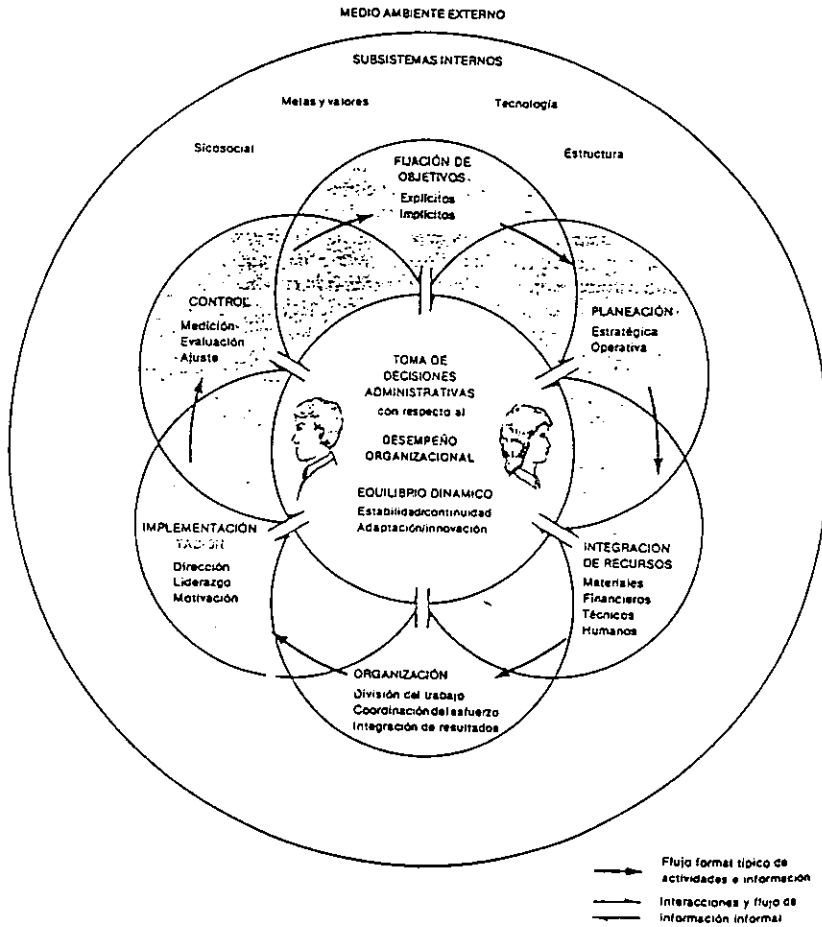 MEDIO AMBIENTE EXTERNO
SUBSISTEMAS INTERNOS
Metas y valores
Tecnología
Sicosocial
Estructura
FIJACIÓN DE
OBJETIVOS
Explícitos
Implícitos
CONTROL
Medición
Evaluación
Ajuste
PLANEACIÓN
Estratégica
Operativa
TOMA DE
DECISIONES
ADMINISTRATIVAS
con respecto al
DESEMPEÑO
ORGANIZACIONAL
EQUILIBRIO DINAMICO
Estabilidad/continuidad
Adaptación/innovación
IMPLEMENTACIÓN
Dirección
Liderazgo
Motivación
INTEGRACION
DE RECURSOS
Materiales
Financieros
Técnicos
Humanos
ORGANIZACIÓN
División del trabajo
Coordinación del esfuerzo
Integración de resultados
Flujo formal típico de
actividades e información
Interacciones y flujo de
información informal